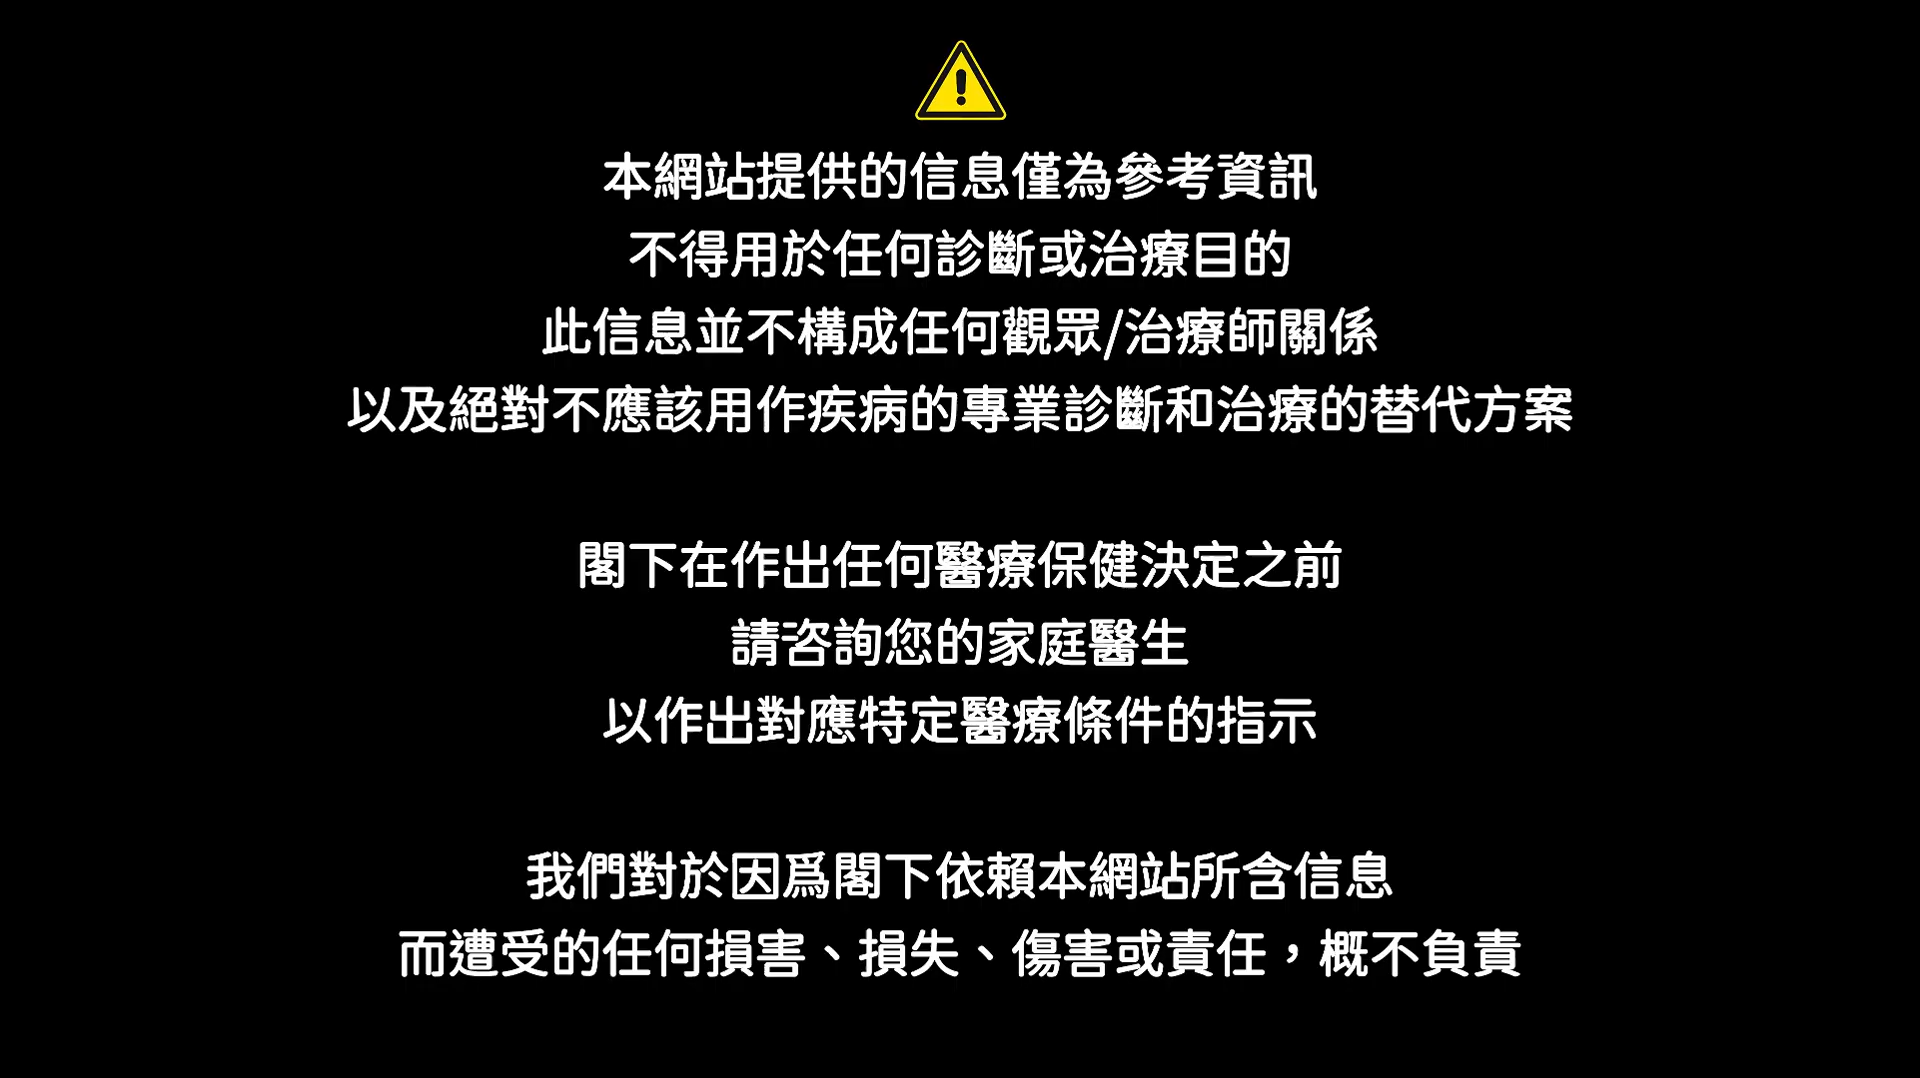 本網站提供的信息僅為參考資訊
不得用於任何診斷或治療目的
此信息並不構成任何觀眾/治療師關係
以及絕對不應該用作疾病的專業診斷和治療的替代方案
閣下在作出任何醫療保健決定之前
請咨詢您的家庭醫生
以作出對應特定醫療條件的指示
我們對於因爲閣下依賴本網站所含信息
而遭受的任何損害、損失、傷害或責任，概不負責